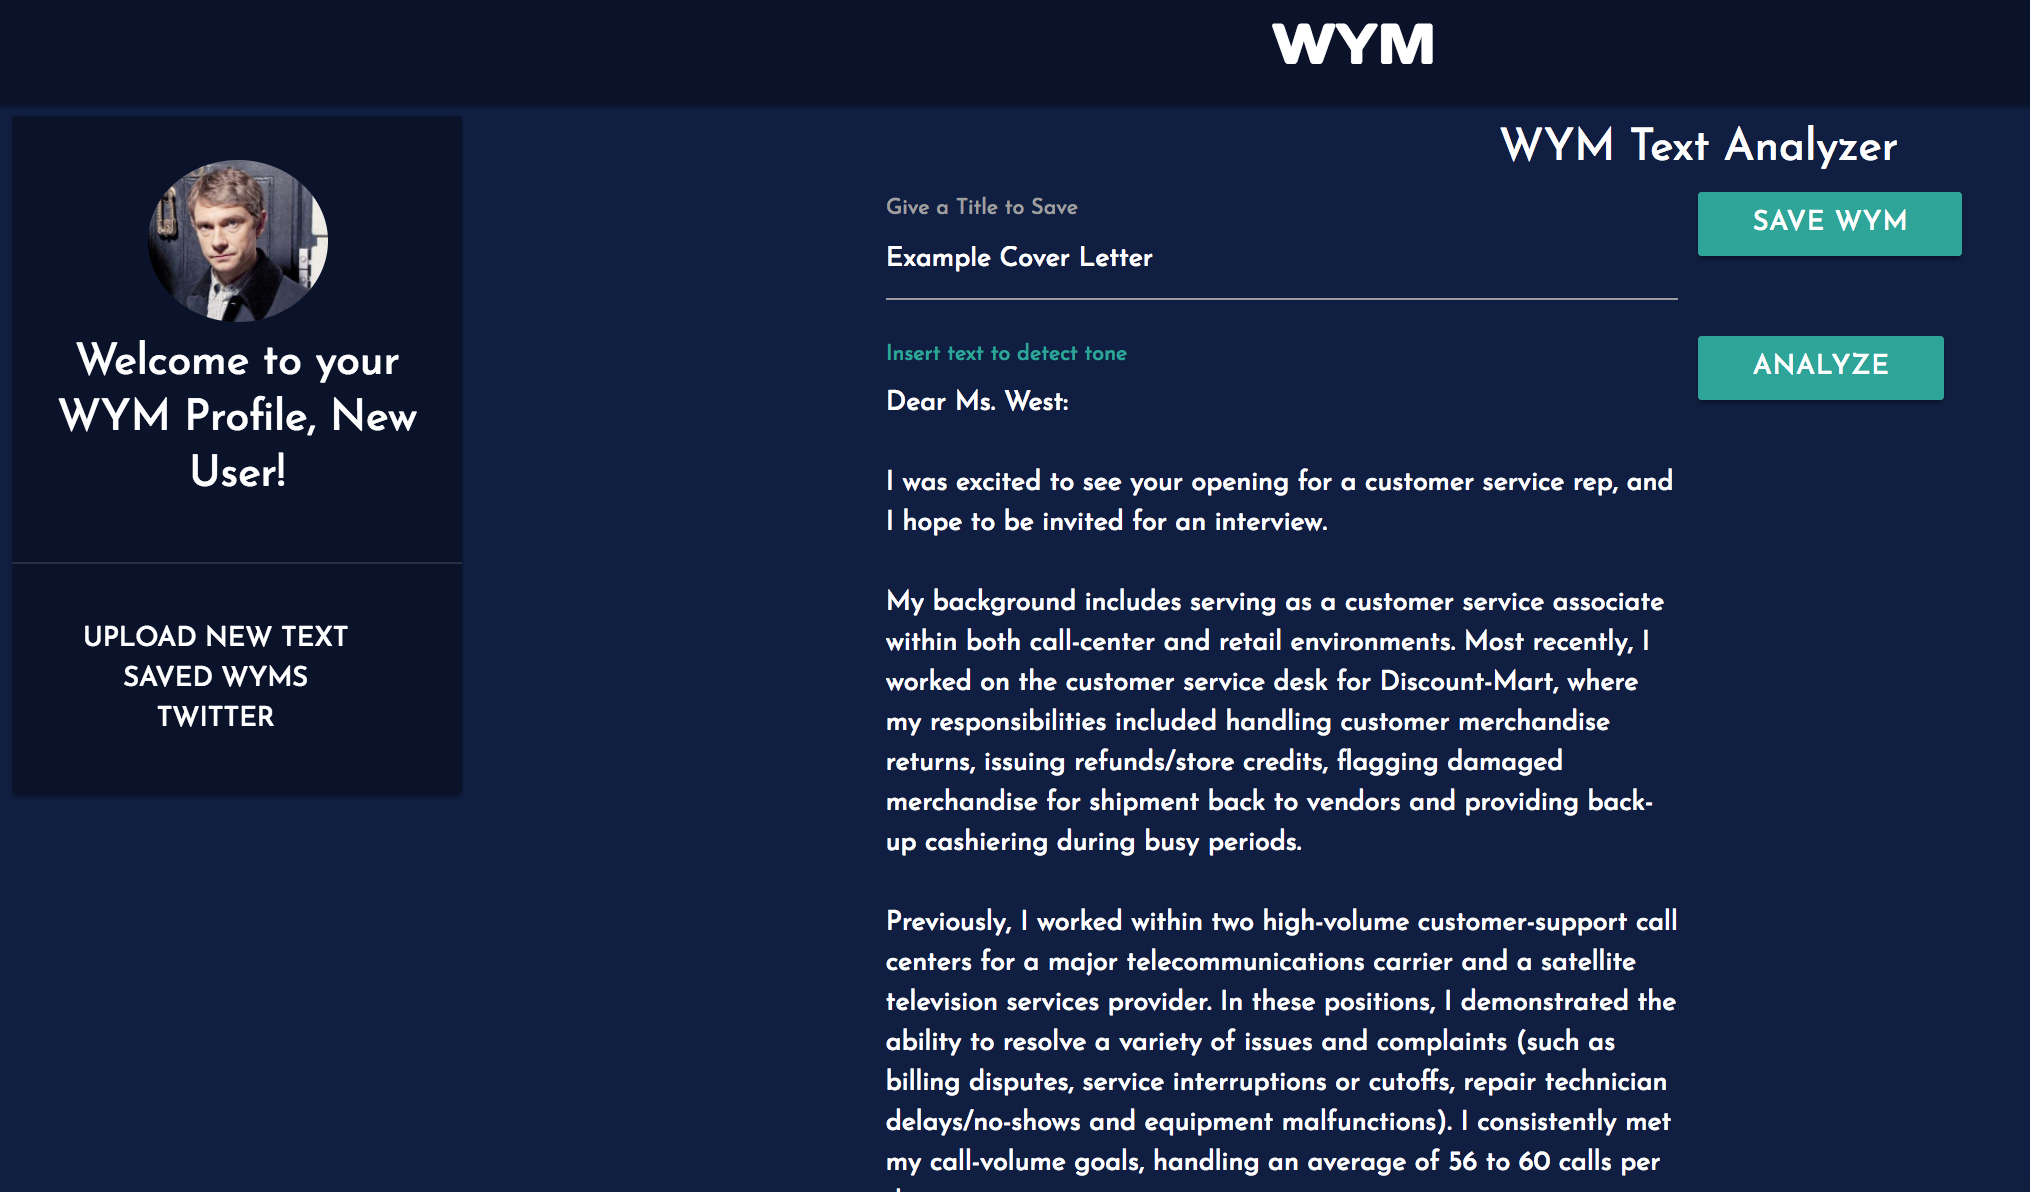 WYM
Welcome to your
WYM Profile, New
User!
UPLOAD NEW TEXT
SAVED WYMS
TWITTER
WYM Text Analyzer
Give a Title to Save
Example Cover Letter
SAVE WYM
Insert text to detect tone
ANALYZE
Dear Ms. West:
I was excited to see your opening for a customer service rep, and
I hope to be invited for an interview.
My background includes serving as a customer service associate
within both call-center and retail environments. Most recently, I
worked on the customer service desk for Discount-Mart, where
my responsibilities included handling customer merchandise
returns, issuing refunds/store credits, flagging damaged
merchandise for shipment back to vendors and providing back-
up cashiering during busy periods.
Previously, I worked within two high-volume customer-support call
centers for a major telecommunications carrier and a satellite
television services provider. In these positions, I demonstrated the
ability to resolve a variety of issues and complaints (such as
billing disputes, service interruptions or cutoffs, repair technician
delays/no-shows and equipment malfunctions). I consistently met
my call-volume goals, handling an average of 56 to 60 calls per